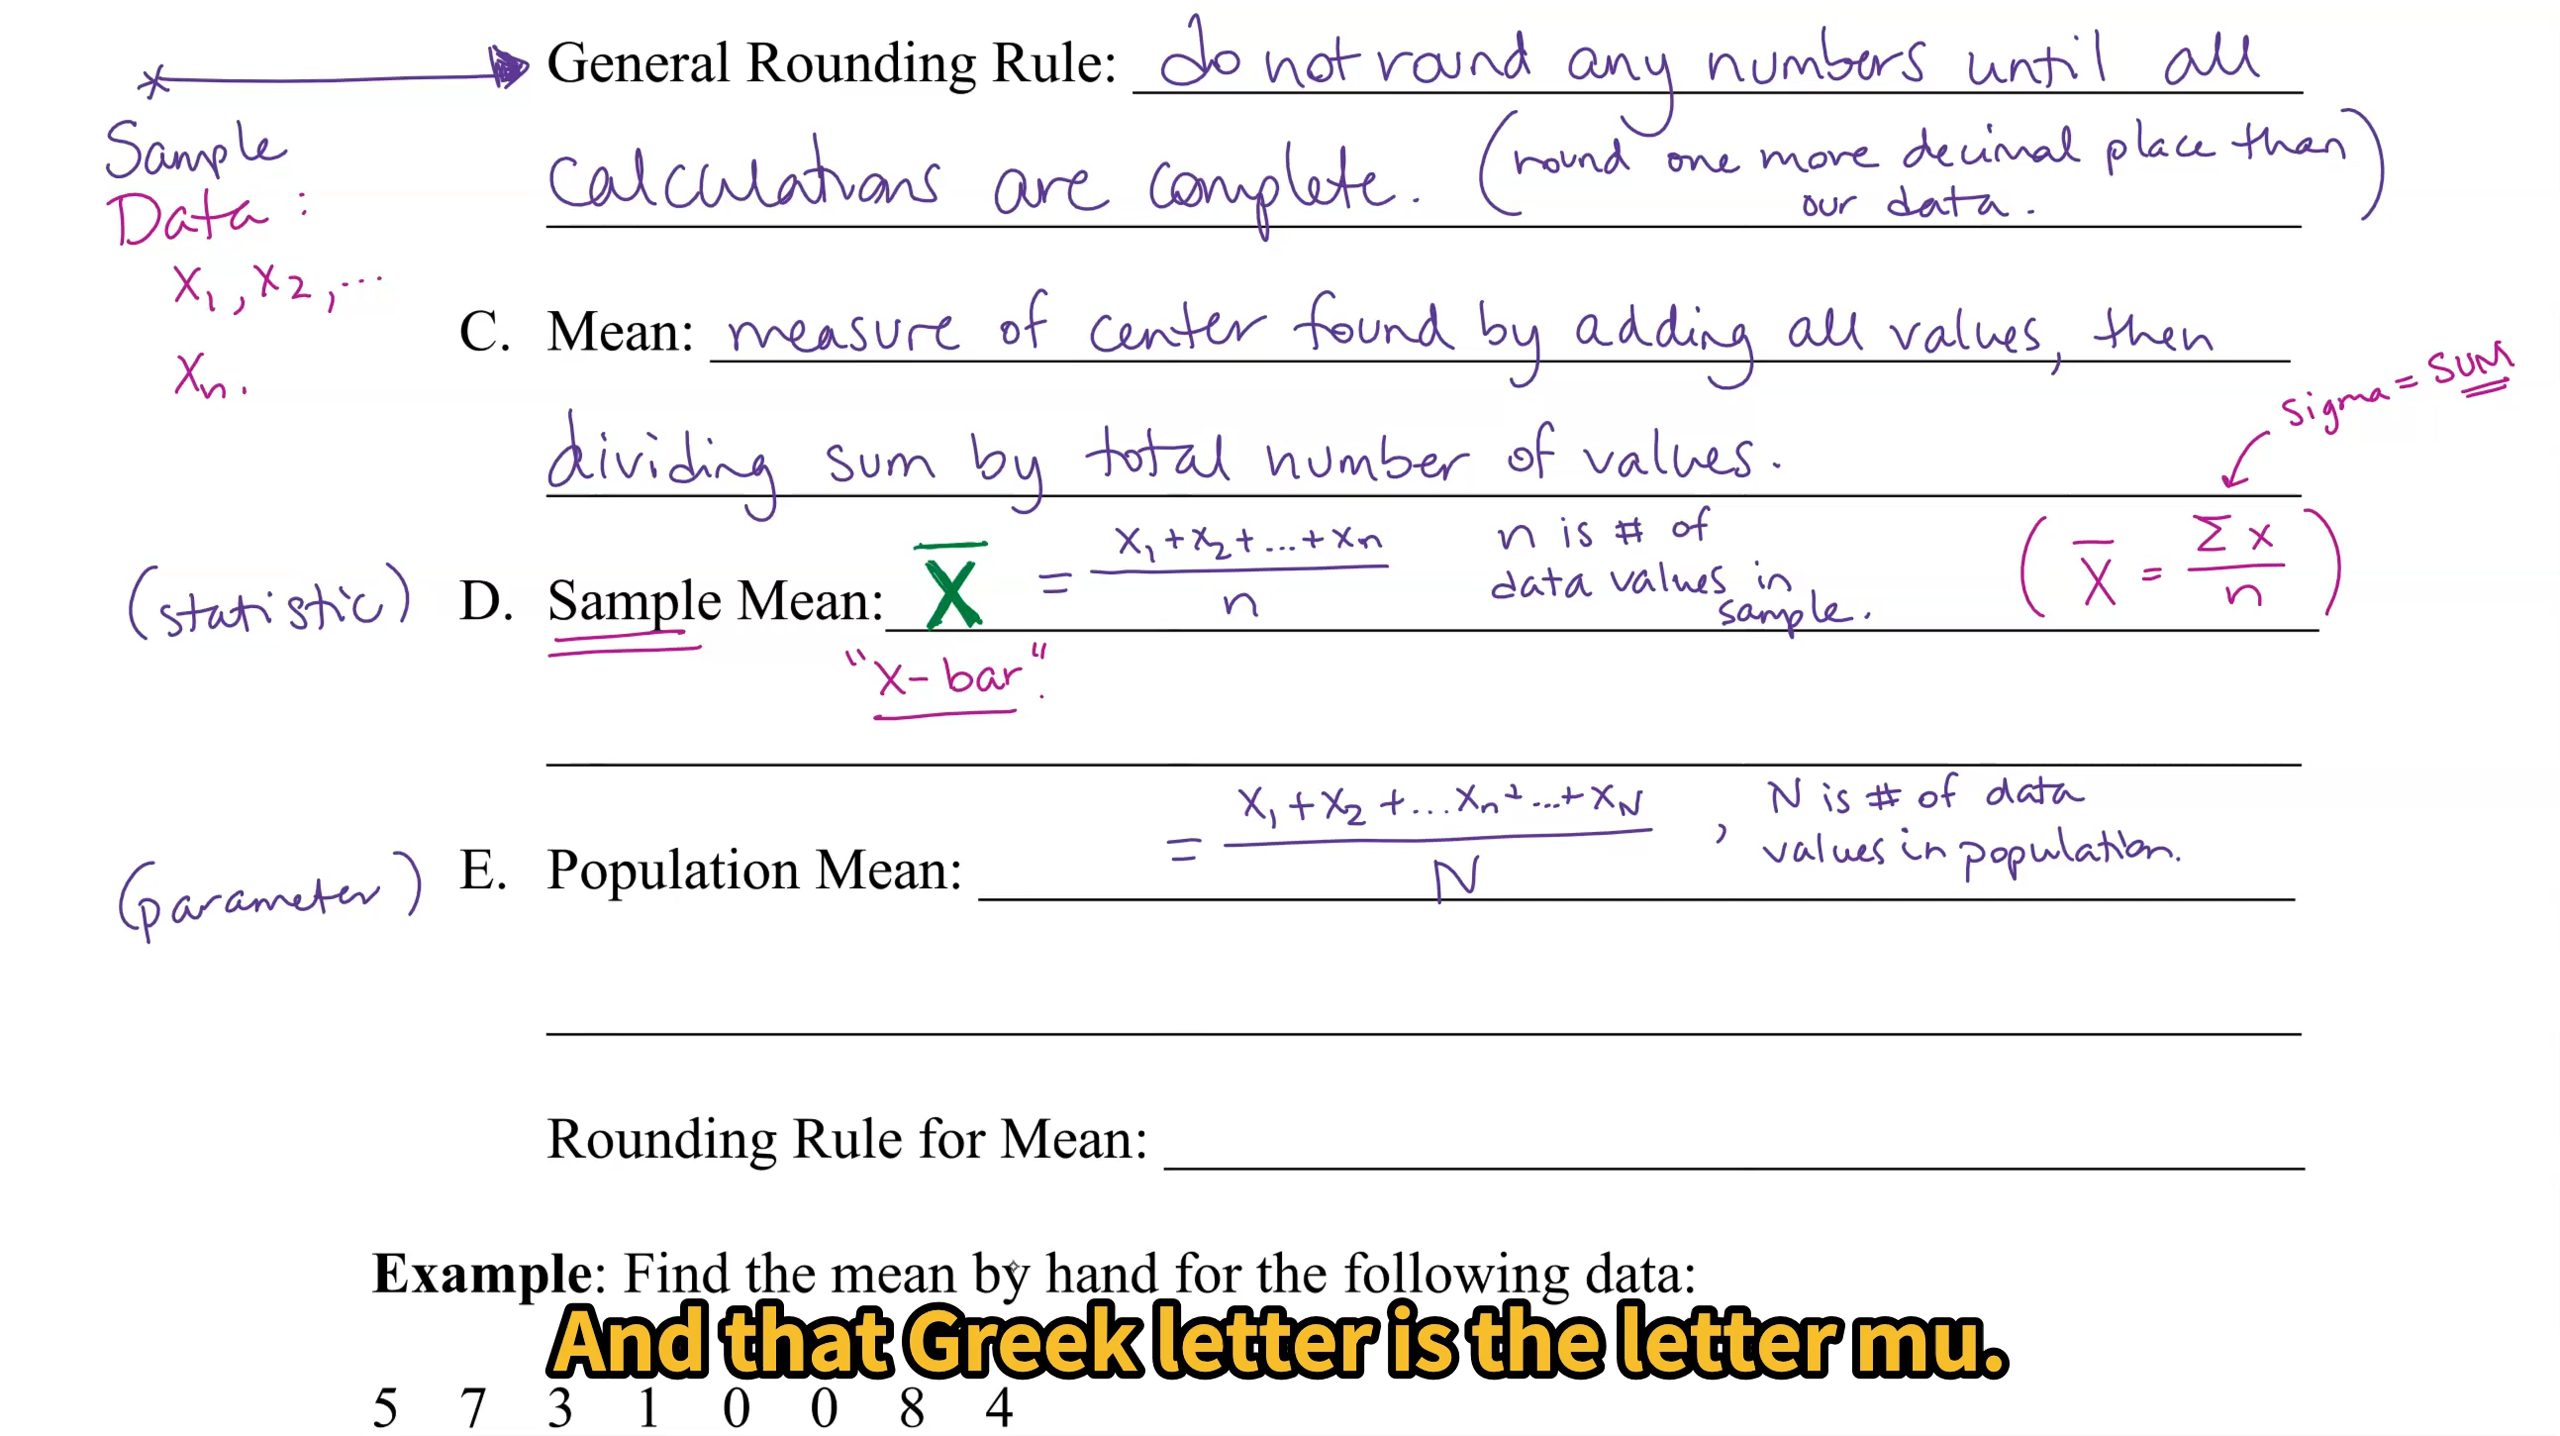 General Rounding Rule: do not round any numbers until all
Sample
Data:
x₁, x₂, ...
xₙ.
calculations are complete. (round one more decimal place than
our data.)
C. Mean: measure of center found by adding all values, then
dividing sum by total number of values.
sigma = SUM
(statistic) D. Sample Mean: X̄ = (x₁ + x₂ + ... + xₙ) / n
n is # of
data values in
sample.
(X̄ = Σx / n)
"x-bar".
(parameter) E. Population Mean: = (x₁ + x₂ + ... xₙ + ... + x_N) / N , N is # of data
values in population.
Rounding Rule for Mean:
Example: Find the mean by hand for the following data:
And that Greek letter is the letter mu.
5 7 3 1 0 0 8 4